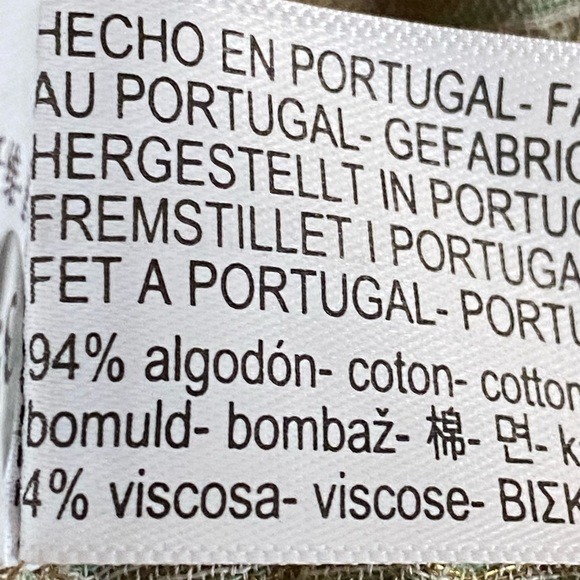 HECHO EN PORTUGAL- FA
AU PORTUGAL- GEFABRIC
HERGESTELLT IN PORTUG
FREMSTILLET I PORTUGA
FET A PORTUGAL- PORTU
94% algodón- coton- cotton
bomuld- bombaž- 棉- 면- k
4% viscosa- viscose- ΒΙΣΚ